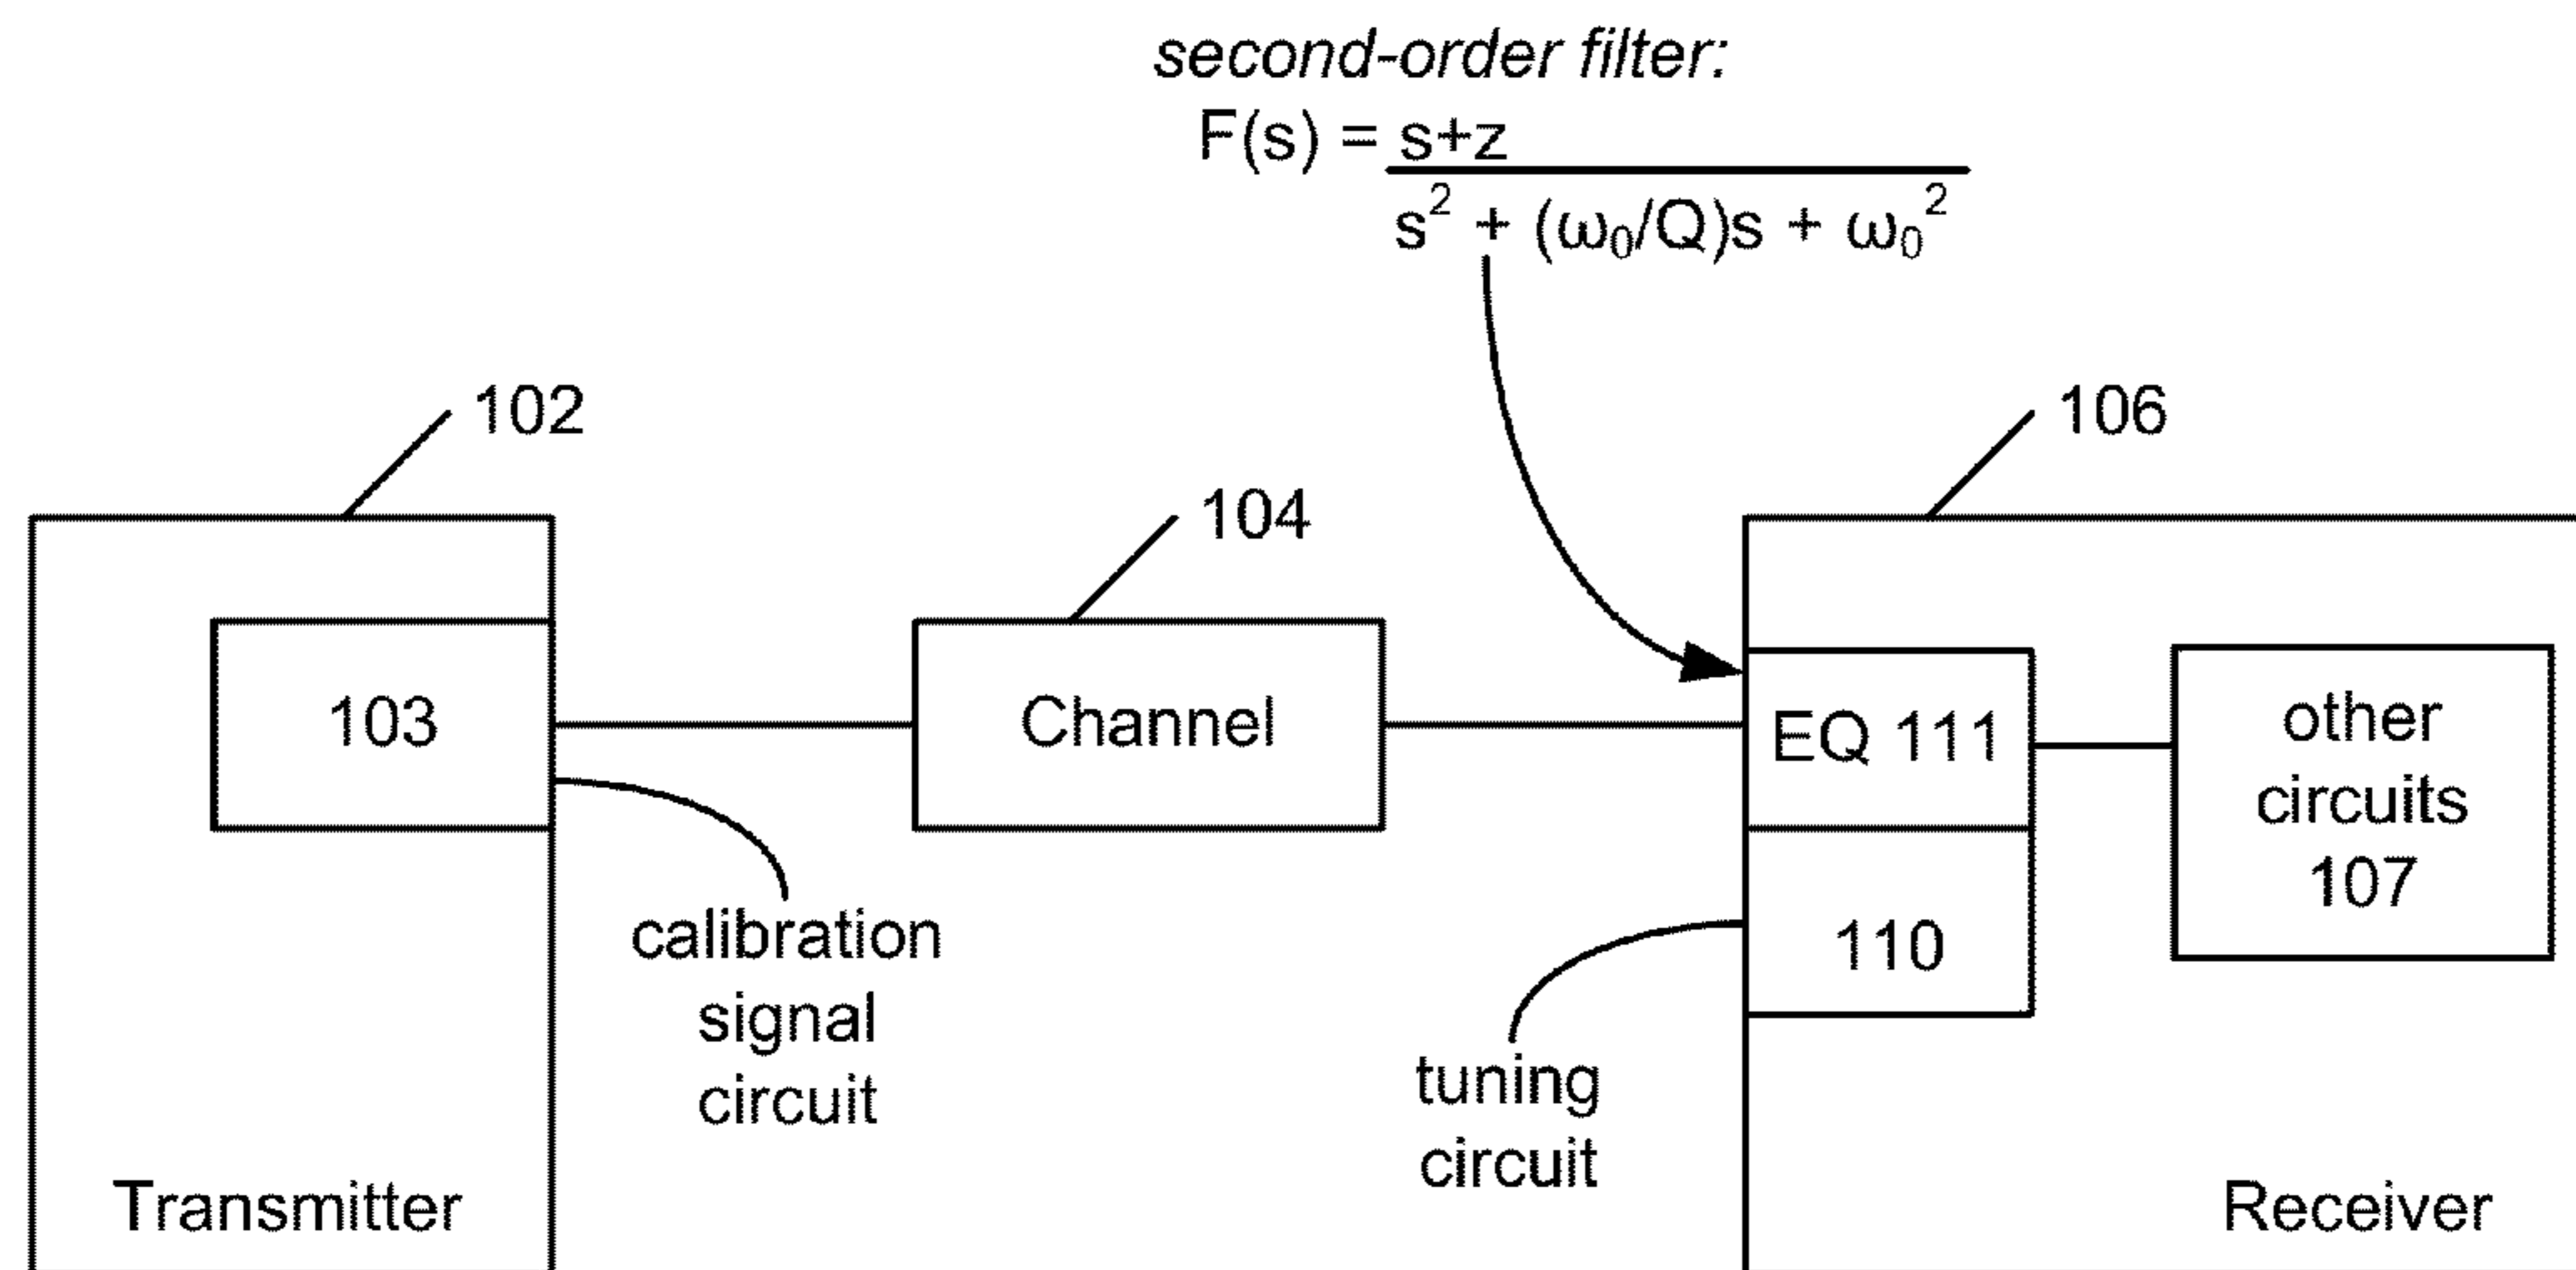 second-order filter:
F(s) = s+z
s² + (ω₀/Q)s + ω₀²
102
106
104
103
Channel
EQ 111
other
circuits
107
110
calibration
signal
circuit
tuning
circuit
Transmitter
Receiver